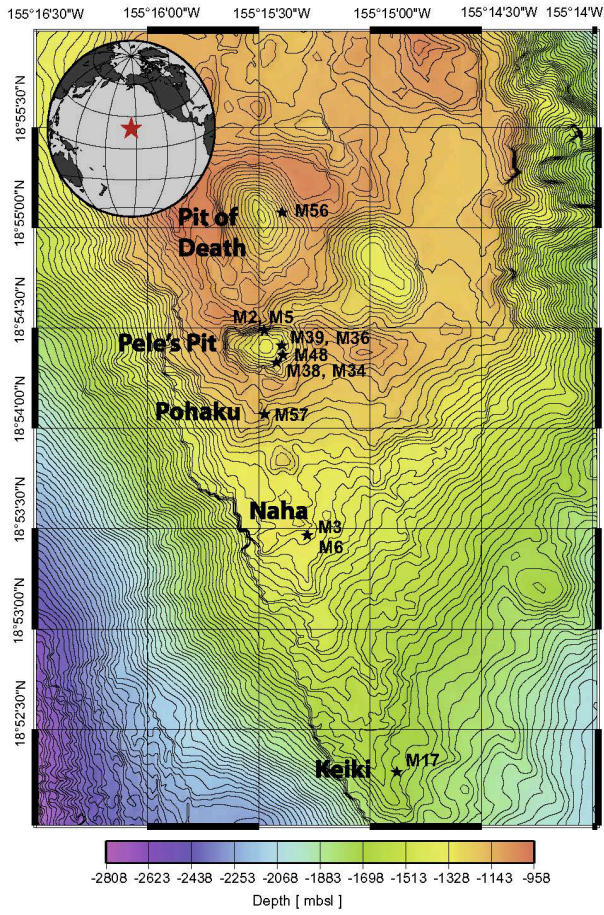 155°16'30"W 155°16'00"W 155°15'30"W 155°15'00"W 155°14'30"W 155°14'W
18°55'30"N
18°55'00"N
18°54'30"N
18°54'00"N
18°53'30"N
18°53'00"N
18°52'30"N
Pit of
Death
M56
M2, M5
Pele's Pit
M39, M36
M48
M38, M34
Pohaku
M57
Naha
M3
M6
Keiki
M17
-2808 -2623 -2438 -2253 -2068 -1883 -1698 -1513 -1328 -1143 -958
Depth [ mbsl ]